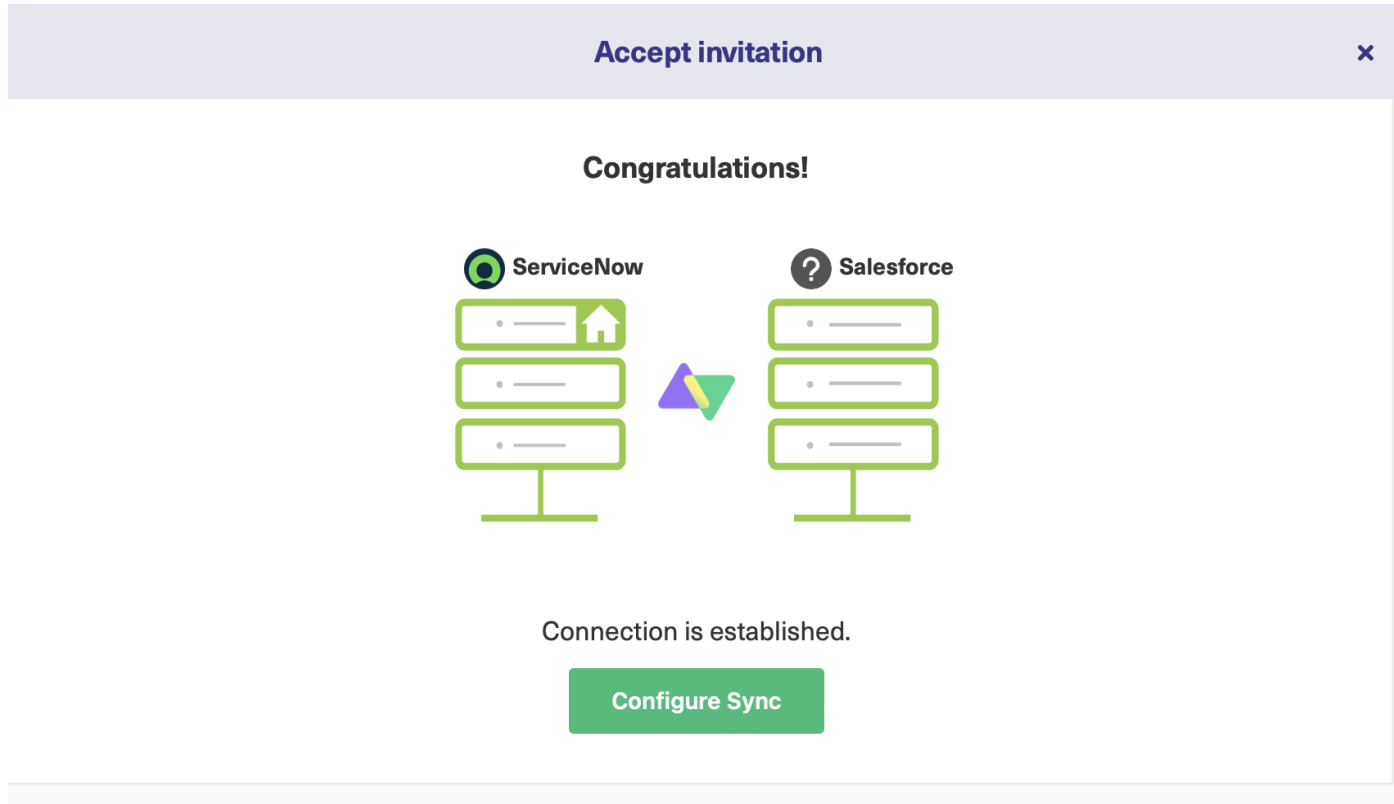 Accept invitation
Congratulations!
ServiceNow
Salesforce
Connection is established.
Configure Sync